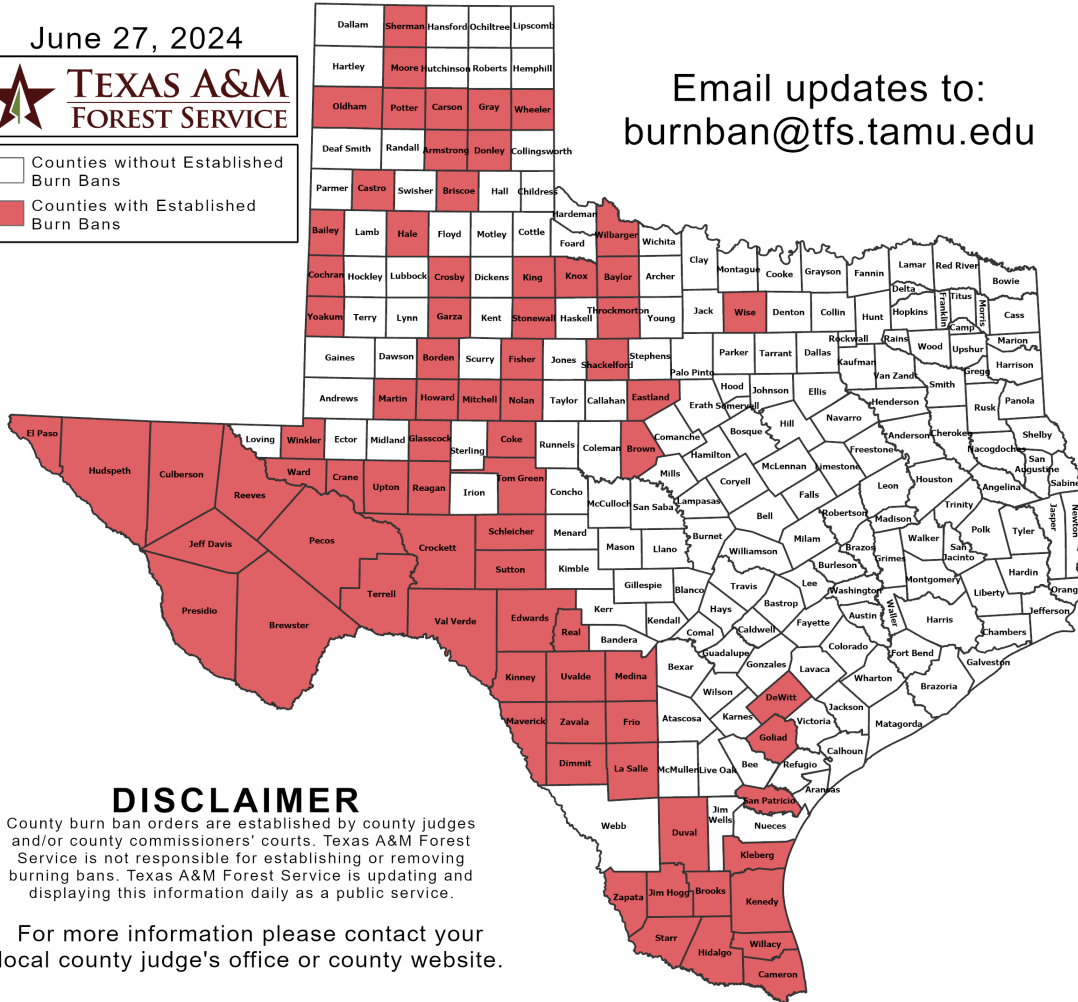 June 27, 2024
TEXAS A&M
FOREST SERVICE
Counties without Established
Burn Bans
Counties with Established
Burn Bans
Email updates to:
burnban@tfs.tamu.edu
Dallam Sherman Hansford Ochiltree Lipscomb
Hartley Moore Hutchinson Roberts Hemphill
Oldham Potter Carson Gray Wheeler
Deaf Smith Randall Armstrong Donley Collingsworth
Parmer Castro Swisher Briscoe Hall Childress
Hardeman
Bailey Lamb Hale Floyd Motley Cottle Foard Wilbarger Wichita
Clay Montague Cooke Grayson Fannin Lamar Red River Bowie
Cochran Hockley Lubbock Crosby Dickens King Knox Baylor Archer
Delta Hopkins Franklin Titus Morris Cass
Yoakum Terry Lynn Garza Kent Stonewall Haskell Throckmorton Young Jack Wise Denton Collin Hunt
Camp
Rockwall Rains Wood Upshur Marion
Gaines Dawson Borden Scurry Fisher Jones Shackelford Stephens Palo Pinto Parker Tarrant Dallas Kaufman Van Zandt Gregg Harrison
Andrews Martin Howard Mitchell Nolan Taylor Callahan Eastland Erath Hood Somervell Johnson Ellis Henderson Smith Rusk Panola
El Paso Hudspeth Culberson Reeves Loving Winkler Ector Midland Glasscock Sterling Coke Runnels Coleman Brown Comanche Hamilton Bosque Hill Navarro Freestone Anderson Cherokee Nacogdoches Shelby
San
Augustine
Sabine
Ward Crane Upton Reagan Irion Tom Green Concho McCulloch San Saba Mills Lampasas Coryell McLennan Limestone Falls Leon Houston Angelina
Trinity
Jasper
Newton
Jeff Davis Pecos Crockett Schleicher Menard Mason Llano Burnet Bell Milam Robertson Madison Walker Polk Tyler
San
Jacinto
Sutton Kimble Williamson Brazos Burleson Grimes Montgomery Hardin
Presidio Brewster Terrell Val Verde Edwards Real Kerr Gillespie Blanco Travis Lee Washington Waller Liberty Orang
Bandera Kendall Hays Bastrop Fayette Austin Harris Chambers Jefferson
Comal Caldwell Guadalupe Gonzales Colorado Fort Bend Galveston
Kinney Uvalde Medina Bexar Wilson Lavaca Wharton Brazoria
DeWitt
Maverick Zavala Frio Atascosa Karnes Goliad Victoria Jackson Matagorda
Dimmit La Salle McMullen Live Oak Bee Refugio Calhoun
Aransas
San Patricio
Webb Duval
Jim
Wells
Nueces
Kleberg
Zapata Jim Hogg Brooks Kenedy
Starr Hidalgo Willacy
Cameron
DISCLAIMER
County burn ban orders are established by county judges
and/or county commissioners' courts. Texas A&M Forest
Service is not responsible for establishing or removing
burning bans. Texas A&M Forest Service is updating and
displaying this information daily as a public service.
For more information please contact your
local county judge's office or county website.